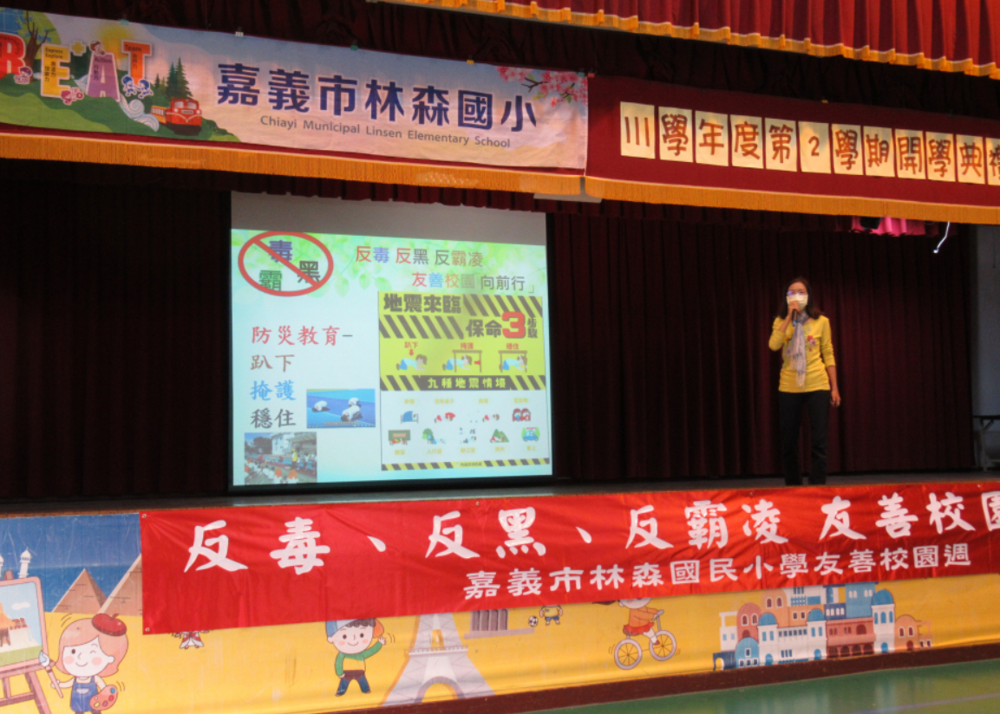 REAT
嘉義市林森國小
Chiayi Municipal Linsen Elementary School
111學年度第2學期開學典禮
毒
霸 黑
反毒 反黑 反霸凌
友善校園 向前行」
防災教育-
趴下
掩護
穩住
地震來臨
保命3步驟
趴下 掩護 穩住
九種地震情境
反毒、反黑、反霸凌 友善校園
嘉義市林森國民小學友善校園週